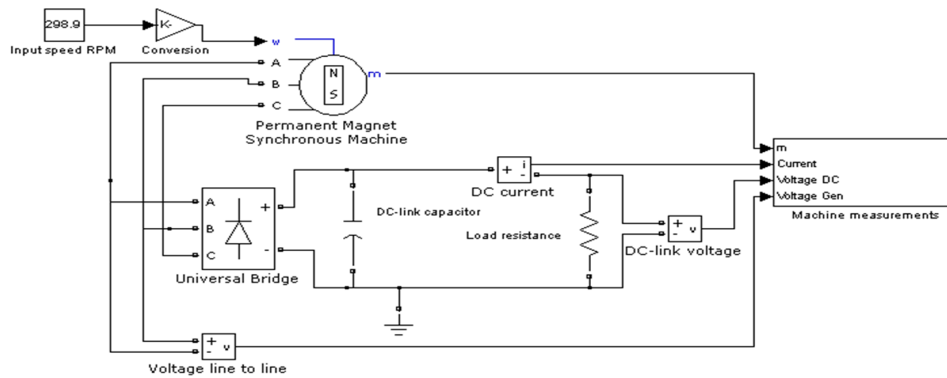 298.9
K-
Input speed RPM
Conversion
w
A
B
C
N
S
m
Permanent Magnet
Synchronous Machine
m
Current
Voltage DC
Voltage Gen
Machine measurements
+
i
-
DC current
A
B
C
+
-
Universal Bridge
DC-link capacitor
Load resistance
+
-
v
DC-link voltage
+
-
v
Voltage line to line